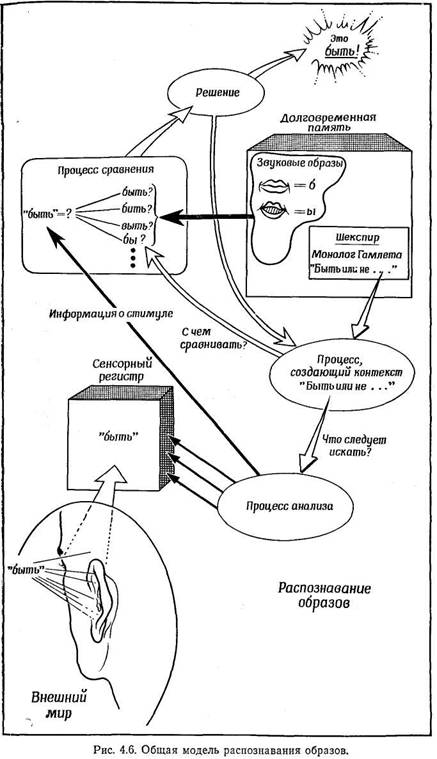 Это
быть!
Решение
Долговременная
память
Процесс сравнения
"быть"=?
быть?
бить?
выть?
бы ?
Звуковые образы
= б
= ы
Шекспир
Монолог Гамлета
"Быть или не . . ."
Информация о стимуле
С чем
сравнивать?
Процесс,
создающий контекст
"Быть или не . . ."
Сенсорный
регистр
"быть"
Что следует
искать?
Процесс анализа
"быть"
Распознавание
образов
Внешний
мир
Рис. 4.6. Общая модель распознавания образов.